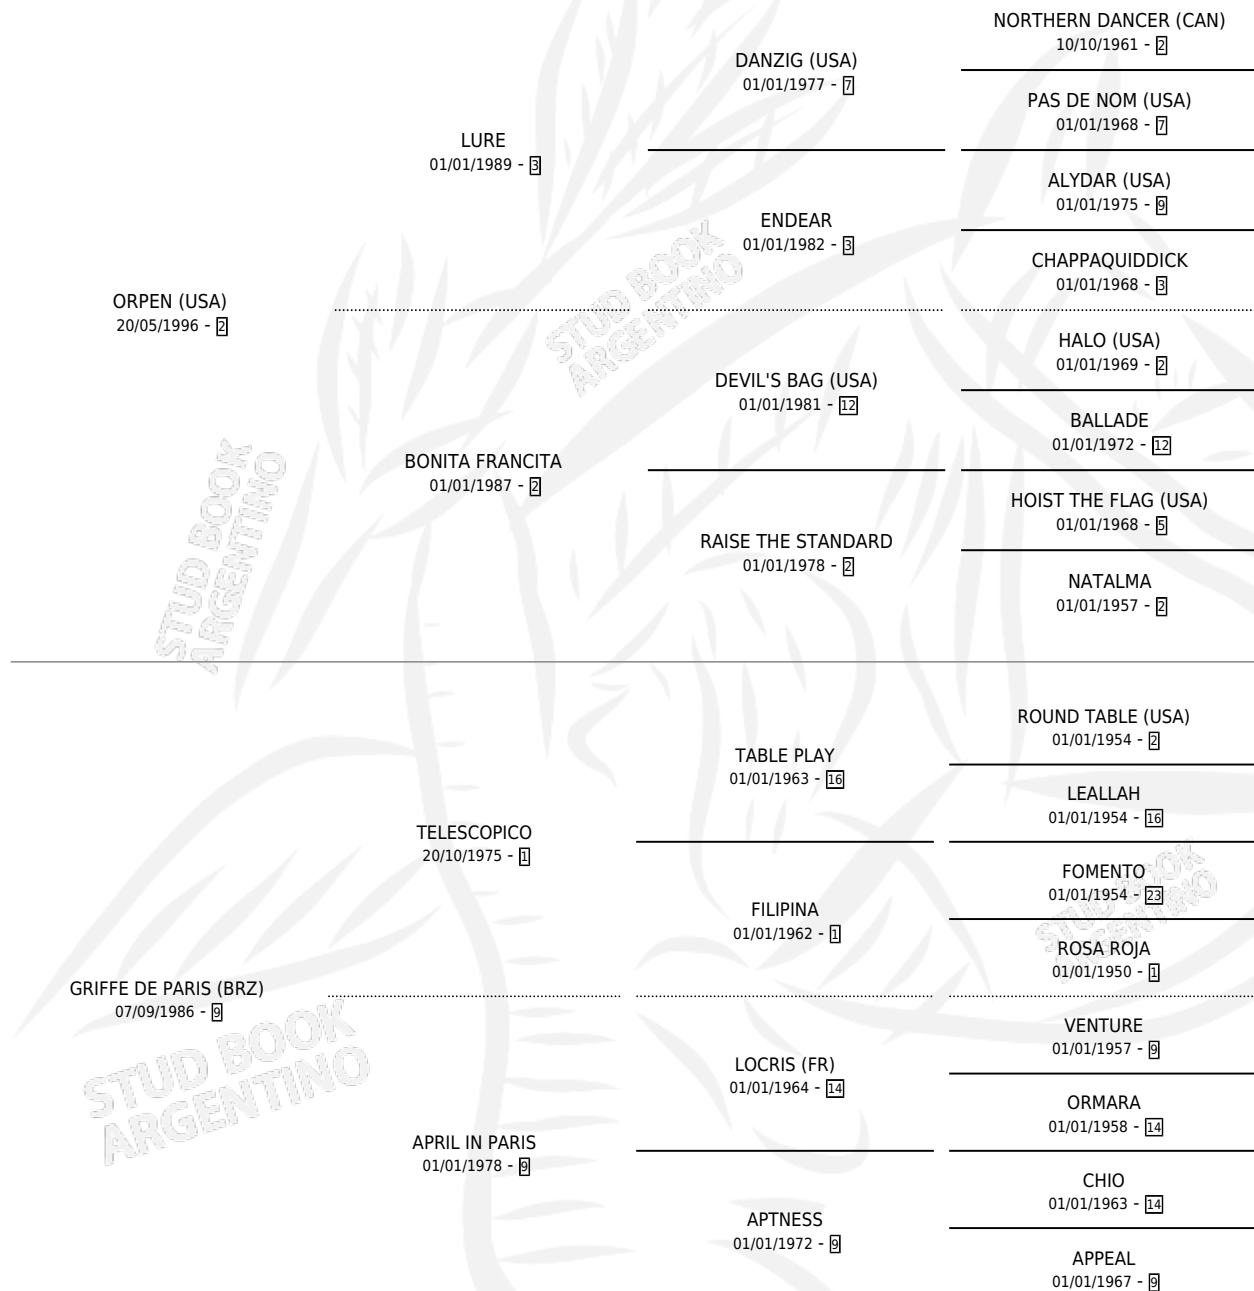 NORTHERN DANCER (CAN)
10/10/1961 - 2
DANZIG (USA)
01/01/1977 - 7
PAS DE NOM (USA)
01/01/1968 - 7
LURE
01/01/1989 - 3
ALYDAR (USA)
01/01/1975 - 9
ENDEAR
01/01/1982 - 3
CHAPPAQUIDDICK
01/01/1968 - 3
ORPEN (USA)
20/05/1996 - 2
HALO (USA)
01/01/1969 - 2
DEVIL'S BAG (USA)
01/01/1981 - 12
BALLADE
01/01/1972 - 12
BONITA FRANCITA
01/01/1987 - 2
HOIST THE FLAG (USA)
01/01/1968 - 5
RAISE THE STANDARD
01/01/1978 - 2
NATALMA
01/01/1957 - 2
ROUND TABLE (USA)
01/01/1954 - 2
TABLE PLAY
01/01/1963 - 16
LEALLAH
01/01/1954 - 16
TELESCOPICO
20/10/1975 - 1
FOMENTO
01/01/1954 - 23
FILIPINA
01/01/1962 - 1
ROSA ROJA
01/01/1950 - 1
GRIFFE DE PARIS (BRZ)
07/09/1986 - 9
VENTURE
01/01/1957 - 9
LOCRIS (FR)
01/01/1964 - 14
ORMARA
01/01/1958 - 14
APRIL IN PARIS
01/01/1978 - 9
CHIO
01/01/1963 - 14
APTNESS
01/01/1972 - 9
APPEAL
01/01/1967 - 9
STUD BOOK
ARGENTINO
STUD BOOK
ARGENTINO
STUD BOOK
ARGENTINO
STUD BOOK
ARGENTINO